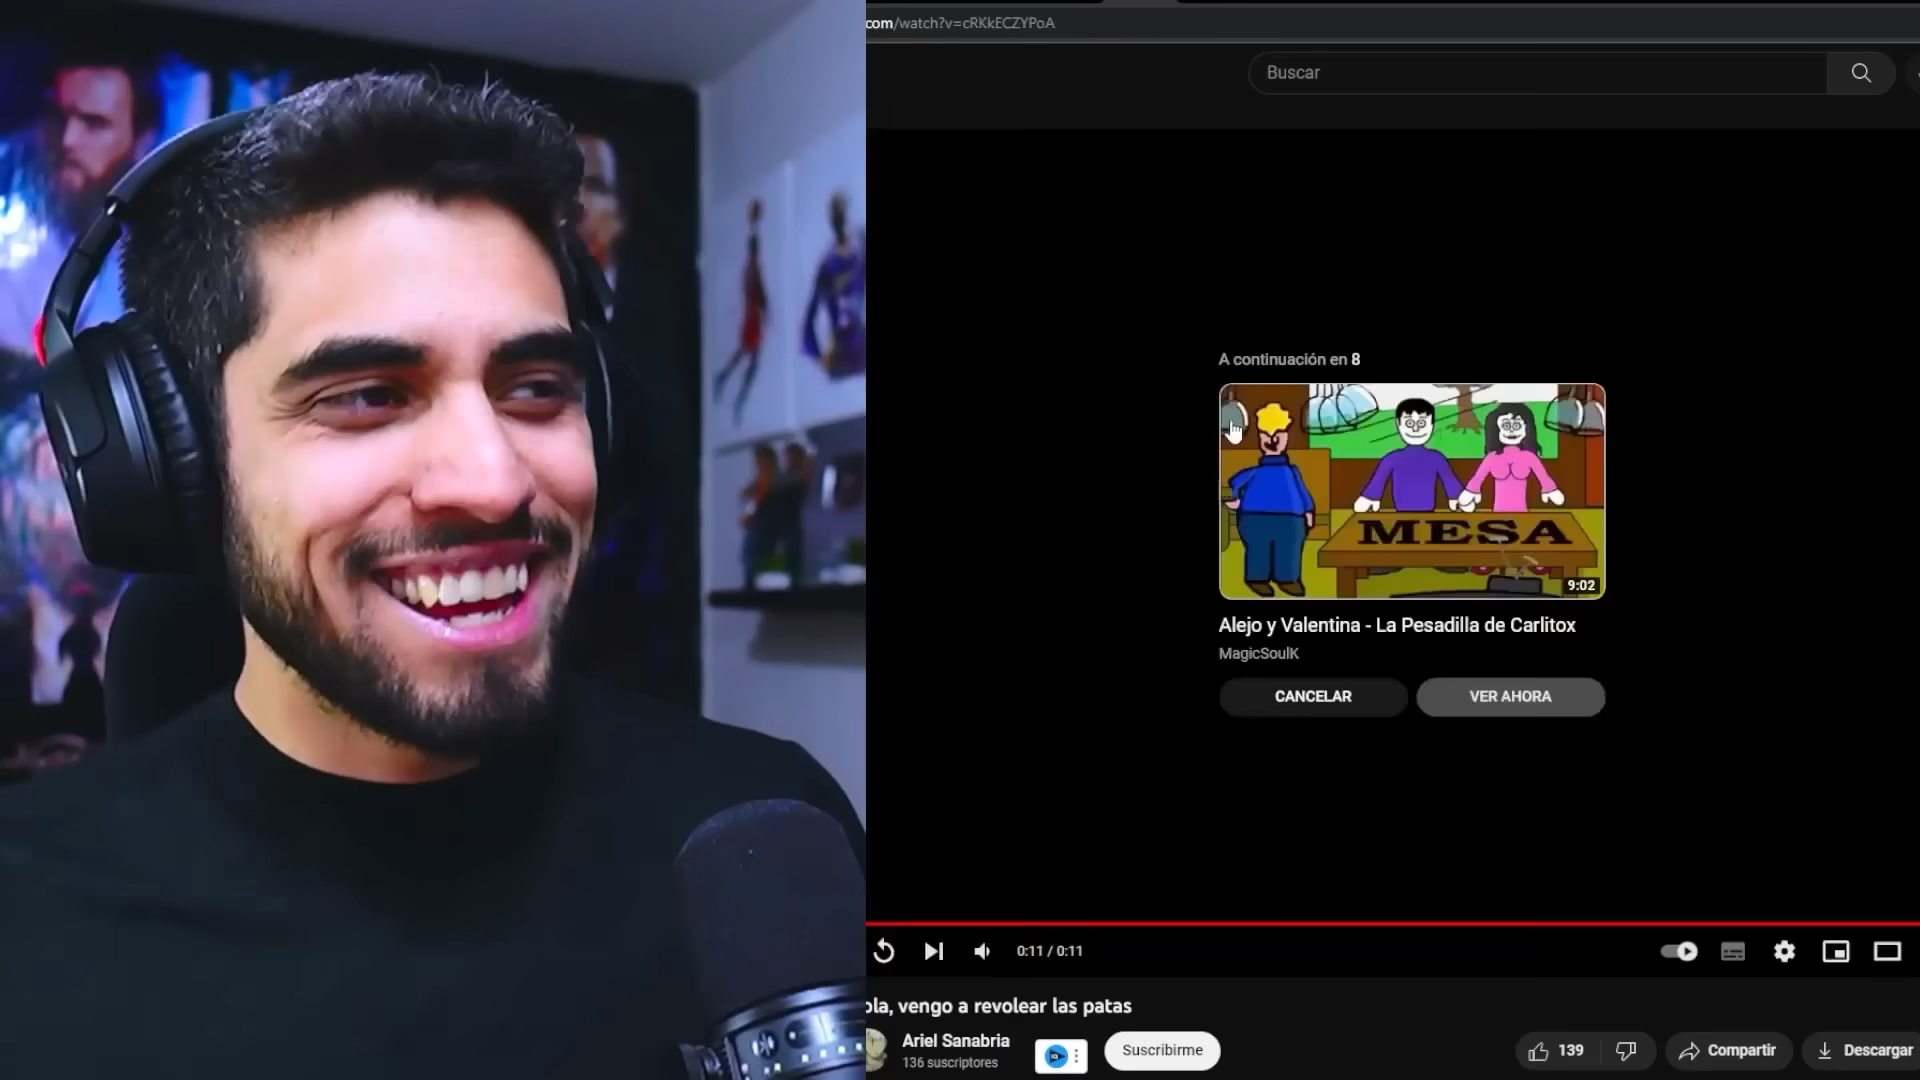 com/watch?v=cRKkECZYPoA
Buscar
A continuación en 8
MESA
9:02
Alejo y Valentina - La Pesadilla de Carlitox
MagicSoulK
CANCELAR
VER AHORA
0:11 / 0:11
ola, vengo a revolear las patas
Ariel Sanabria
136 suscriptores
Suscribirme
139
Compartir
Descargar